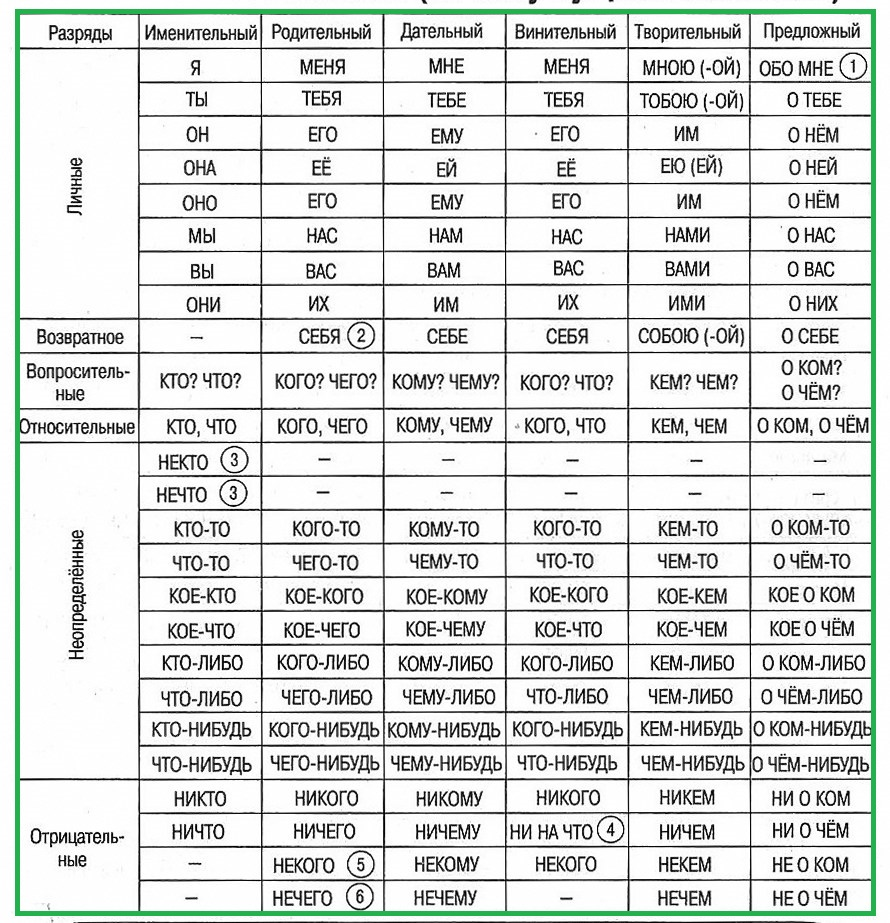 Разряды Именительный Родительный Дательный Винительный Творительный Предложный
Личные
Я МЕНЯ МНЕ МЕНЯ МНОЮ (-ОЙ) ОБО МНЕ 1
ТЫ ТЕБЯ ТЕБЕ ТЕБЯ ТОБОЮ (-ОЙ) О ТЕБЕ
ОН ЕГО ЕМУ ЕГО ИМ О НЁМ
ОНА ЕЁ ЕЙ ЕЁ ЕЮ (ЕЙ) О НЕЙ
ОНО ЕГО ЕМУ ЕГО ИМ О НЁМ
МЫ НАС НАМ НАС НАМИ О НАС
ВЫ ВАС ВАМ ВАС ВАМИ О ВАС
ОНИ ИХ ИМ ИХ ИМИ О НИХ
Возвратное – СЕБЯ 2 СЕБЕ СЕБЯ СОБОЮ (-ОЙ) О СЕБЕ
Вопроситель-
ные
КТО? ЧТО? КОГО? ЧЕГО? КОМУ? ЧЕМУ? КОГО? ЧТО? КЕМ? ЧЕМ? О КОМ?
О ЧЁМ?
Относительные КТО, ЧТО КОГО, ЧЕГО КОМУ, ЧЕМУ КОГО, ЧТО КЕМ, ЧЕМ О КОМ, О ЧЁМ
Неопределённые
НЕКТО 3 – – – – –
НЕЧТО 3 – – – – –
КТО-ТО КОГО-ТО КОМУ-ТО КОГО-ТО КЕМ-ТО О КОМ-ТО
ЧТО-ТО ЧЕГО-ТО ЧЕМУ-ТО ЧТО-ТО ЧЕМ-ТО О ЧЁМ-ТО
КОЕ-КТО КОЕ-КОГО КОЕ-КОМУ КОЕ-КОГО КОЕ-КЕМ КОЕ О КОМ
КОЕ-ЧТО КОЕ-ЧЕГО КОЕ-ЧЕМУ КОЕ-ЧТО КОЕ-ЧЕМ КОЕ О ЧЁМ
КТО-ЛИБО КОГО-ЛИБО КОМУ-ЛИБО КОГО-ЛИБО КЕМ-ЛИБО О КОМ-ЛИБО
ЧТО-ЛИБО ЧЕГО-ЛИБО ЧЕМУ-ЛИБО ЧТО-ЛИБО ЧЕМ-ЛИБО О ЧЁМ-ЛИБО
КТО-НИБУДЬ КОГО-НИБУДЬ КОМУ-НИБУДЬ КОГО-НИБУДЬ КЕМ-НИБУДЬ О КОМ-НИБУДЬ
ЧТО-НИБУДЬ ЧЕГО-НИБУДЬ ЧЕМУ-НИБУДЬ ЧТО-НИБУДЬ ЧЕМ-НИБУДЬ О ЧЁМ-НИБУДЬ
Отрицатель-
ные
НИКТО НИКОГО НИКОМУ НИКОГО НИКЕМ НИ О КОМ
НИЧТО НИЧЕГО НИЧЕМУ НИ НА ЧТО 4 НИЧЕМ НИ О ЧЁМ
– НЕКОГО 5 НЕКОМУ НЕКОГО НЕКЕМ НЕ О КОМ
– НЕЧЕГО 6 НЕЧЕМУ – НЕЧЕМ НЕ О ЧЁМ